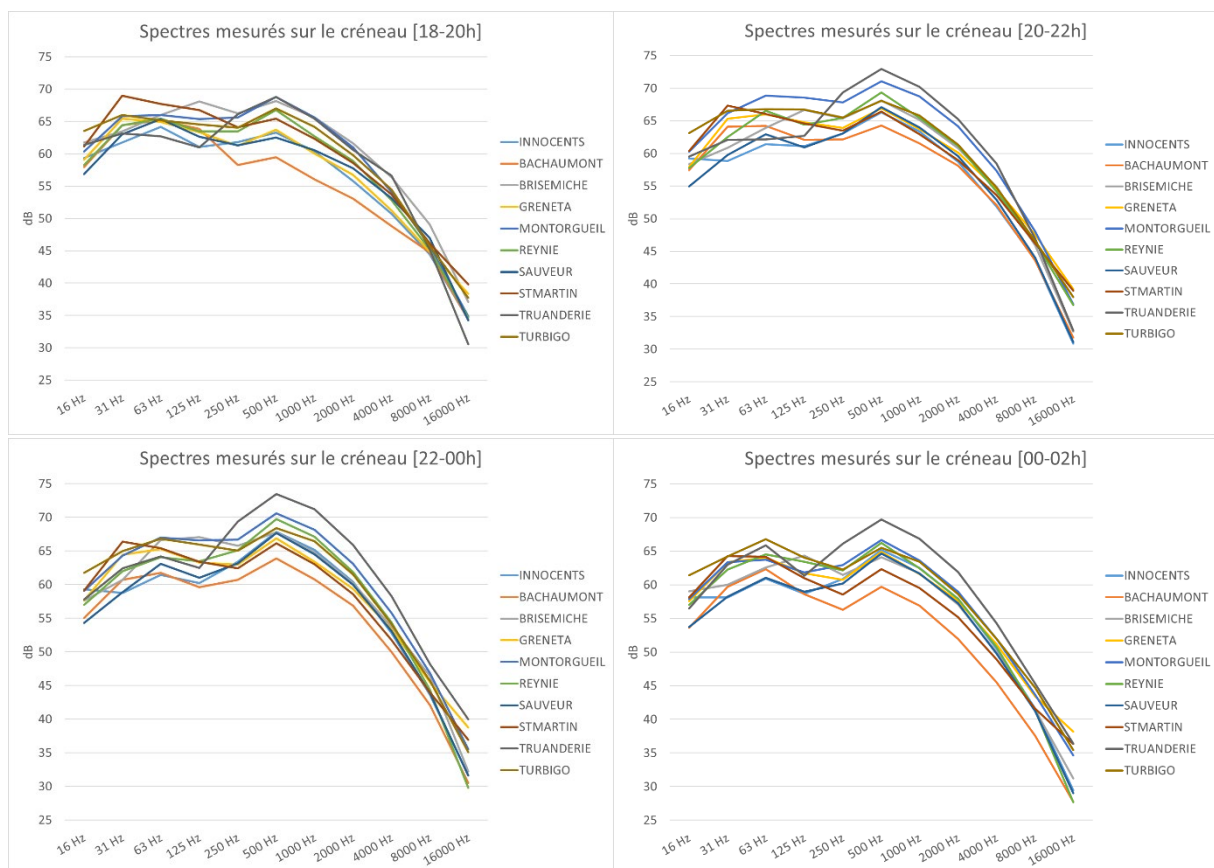 Spectres mesurés sur le créneau [18-20h]
75
70
65
60
55
50
45
40
35
30
25
dB
16 Hz
31 Hz
63 Hz
125 Hz
250 Hz
500 Hz
1000 Hz
2000 Hz
4000 Hz
8000 Hz
16000 Hz
INNOCENTS
BACHAUMONT
BRISEMICHE
GRENETA
MONTORGUEIL
REYNIE
SAUVEUR
STMARTIN
TRUANDERIE
TURBIGO
Spectres mesurés sur le créneau [20-22h]
75
70
65
60
55
50
45
40
35
30
25
dB
16 Hz
31 Hz
63 Hz
125 Hz
250 Hz
500 Hz
1000 Hz
2000 Hz
4000 Hz
8000 Hz
16000 Hz
INNOCENTS
BACHAUMONT
BRISEMICHE
GRENETA
MONTORGUEIL
REYNIE
SAUVEUR
STMARTIN
TRUANDERIE
TURBIGO
Spectres mesurés sur le créneau [22-00h]
75
70
65
60
55
50
45
40
35
30
25
dB
16 Hz
31 Hz
63 Hz
125 Hz
250 Hz
500 Hz
1000 Hz
2000 Hz
4000 Hz
8000 Hz
16000 Hz
INNOCENTS
BACHAUMONT
BRISEMICHE
GRENETA
MONTORGUEIL
REYNIE
SAUVEUR
STMARTIN
TRUANDERIE
TURBIGO
Spectres mesurés sur le créneau [00-02h]
75
70
65
60
55
50
45
40
35
30
25
dB
16 Hz
31 Hz
63 Hz
125 Hz
250 Hz
500 Hz
1000 Hz
2000 Hz
4000 Hz
8000 Hz
16000 Hz
INNOCENTS
BACHAUMONT
BRISEMICHE
GRENETA
MONTORGUEIL
REYNIE
SAUVEUR
STMARTIN
TRUANDERIE
TURBIGO